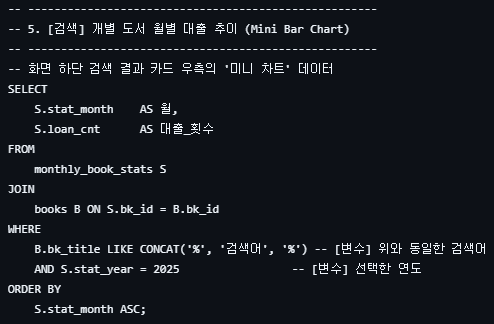 -- ----------------------------------------------------
-- 5. [검색] 개별 도서 월별 대출 추이 (Mini Bar Chart)
-- ----------------------------------------------------
-- 화면 하단 검색 결과 카드 우측의 '미니 차트' 데이터
SELECT
    S.stat_month    AS 월,
    S.loan_cnt      AS 대출_횟수
FROM
    monthly_book_stats S
JOIN
    books B ON S.bk_id = B.bk_id
WHERE
    B.bk_title LIKE CONCAT('%', '검색어', '%') -- [변수] 위와 동일한 검색어
    AND S.stat_year = 2025                 -- [변수] 선택한 연도
ORDER BY
    S.stat_month ASC;